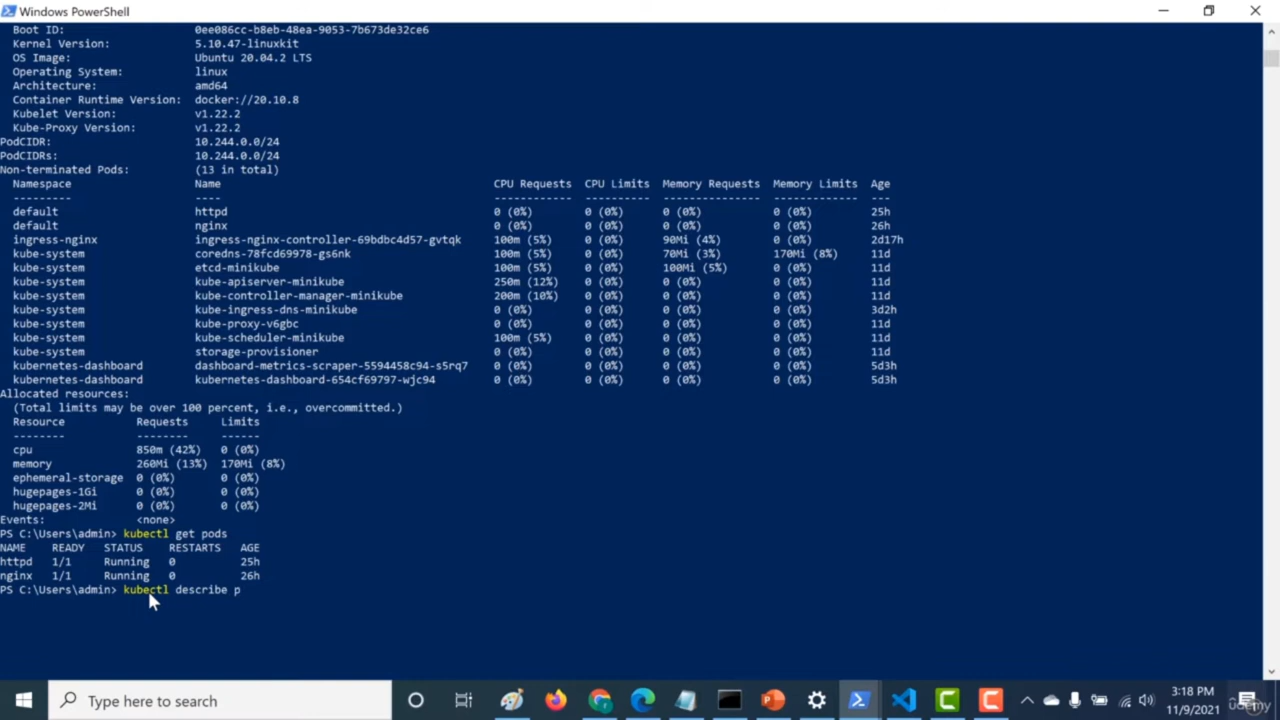 Windows PowerShell
Boot ID: 0ee086cc-b8eb-48ea-9053-7b673de32ce6
Kernel Version: 5.10.47-linuxkit
OS Image: Ubuntu 20.04.2 LTS
Operating System: linux
Architecture: amd64
Container Runtime Version: docker://20.10.8
Kubelet Version: v1.22.2
Kube-Proxy Version: v1.22.2
PodCIDR: 10.244.0.0/24
PodCIDRs: 10.244.0.0/24
Non-terminated Pods: (13 in total)
Namespace Name CPU Requests CPU Limits Memory Requests Memory Limits Age
--------- ---- ------------ ---------- --------------- ------------- ---
default httpd 0 (0%) 0 (0%) 0 (0%) 0 (0%) 25h
default nginx 0 (0%) 0 (0%) 0 (0%) 0 (0%) 26h
ingress-nginx ingress-nginx-controller-69bdbc4d57-gvtqk 100m (5%) 0 (0%) 90Mi (4%) 0 (0%) 2d17h
kube-system coredns-78fcd69978-gs6nk 100m (5%) 0 (0%) 70Mi (3%) 170Mi (8%) 11d
kube-system etcd-minikube 100m (5%) 0 (0%) 100Mi (5%) 0 (0%) 11d
kube-system kube-apiserver-minikube 250m (12%) 0 (0%) 0 (0%) 0 (0%) 11d
kube-system kube-controller-manager-minikube 200m (10%) 0 (0%) 0 (0%) 0 (0%) 11d
kube-system kube-ingress-dns-minikube 0 (0%) 0 (0%) 0 (0%) 0 (0%) 3d2h
kube-system kube-proxy-v6gbc 0 (0%) 0 (0%) 0 (0%) 0 (0%) 11d
kube-system kube-scheduler-minikube 100m (5%) 0 (0%) 0 (0%) 0 (0%) 11d
kube-system storage-provisioner 0 (0%) 0 (0%) 0 (0%) 0 (0%) 11d
kubernetes-dashboard dashboard-metrics-scraper-5594458c94-s5rq7 0 (0%) 0 (0%) 0 (0%) 0 (0%) 5d3h
kubernetes-dashboard kubernetes-dashboard-654cf69797-wjc94 0 (0%) 0 (0%) 0 (0%) 0 (0%) 5d3h
Allocated resources:
(Total limits may be over 100 percent, i.e., overcommitted.)
Resource Requests Limits
-------- -------- ------
cpu 850m (42%) 0 (0%)
memory 260Mi (13%) 170Mi (8%)
ephemeral-storage 0 (0%) 0 (0%)
hugepages-1Gi 0 (0%) 0 (0%)
hugepages-2Mi 0 (0%) 0 (0%)
Events: <none>
PS C:\Users\admin> kubectl get pods
NAME READY STATUS RESTARTS AGE
httpd 1/1 Running 0 25h
nginx 1/1 Running 0 26h
PS C:\Users\admin> kubectl describe p
Type here to search
3:18 PM
11/9/2021
udemy